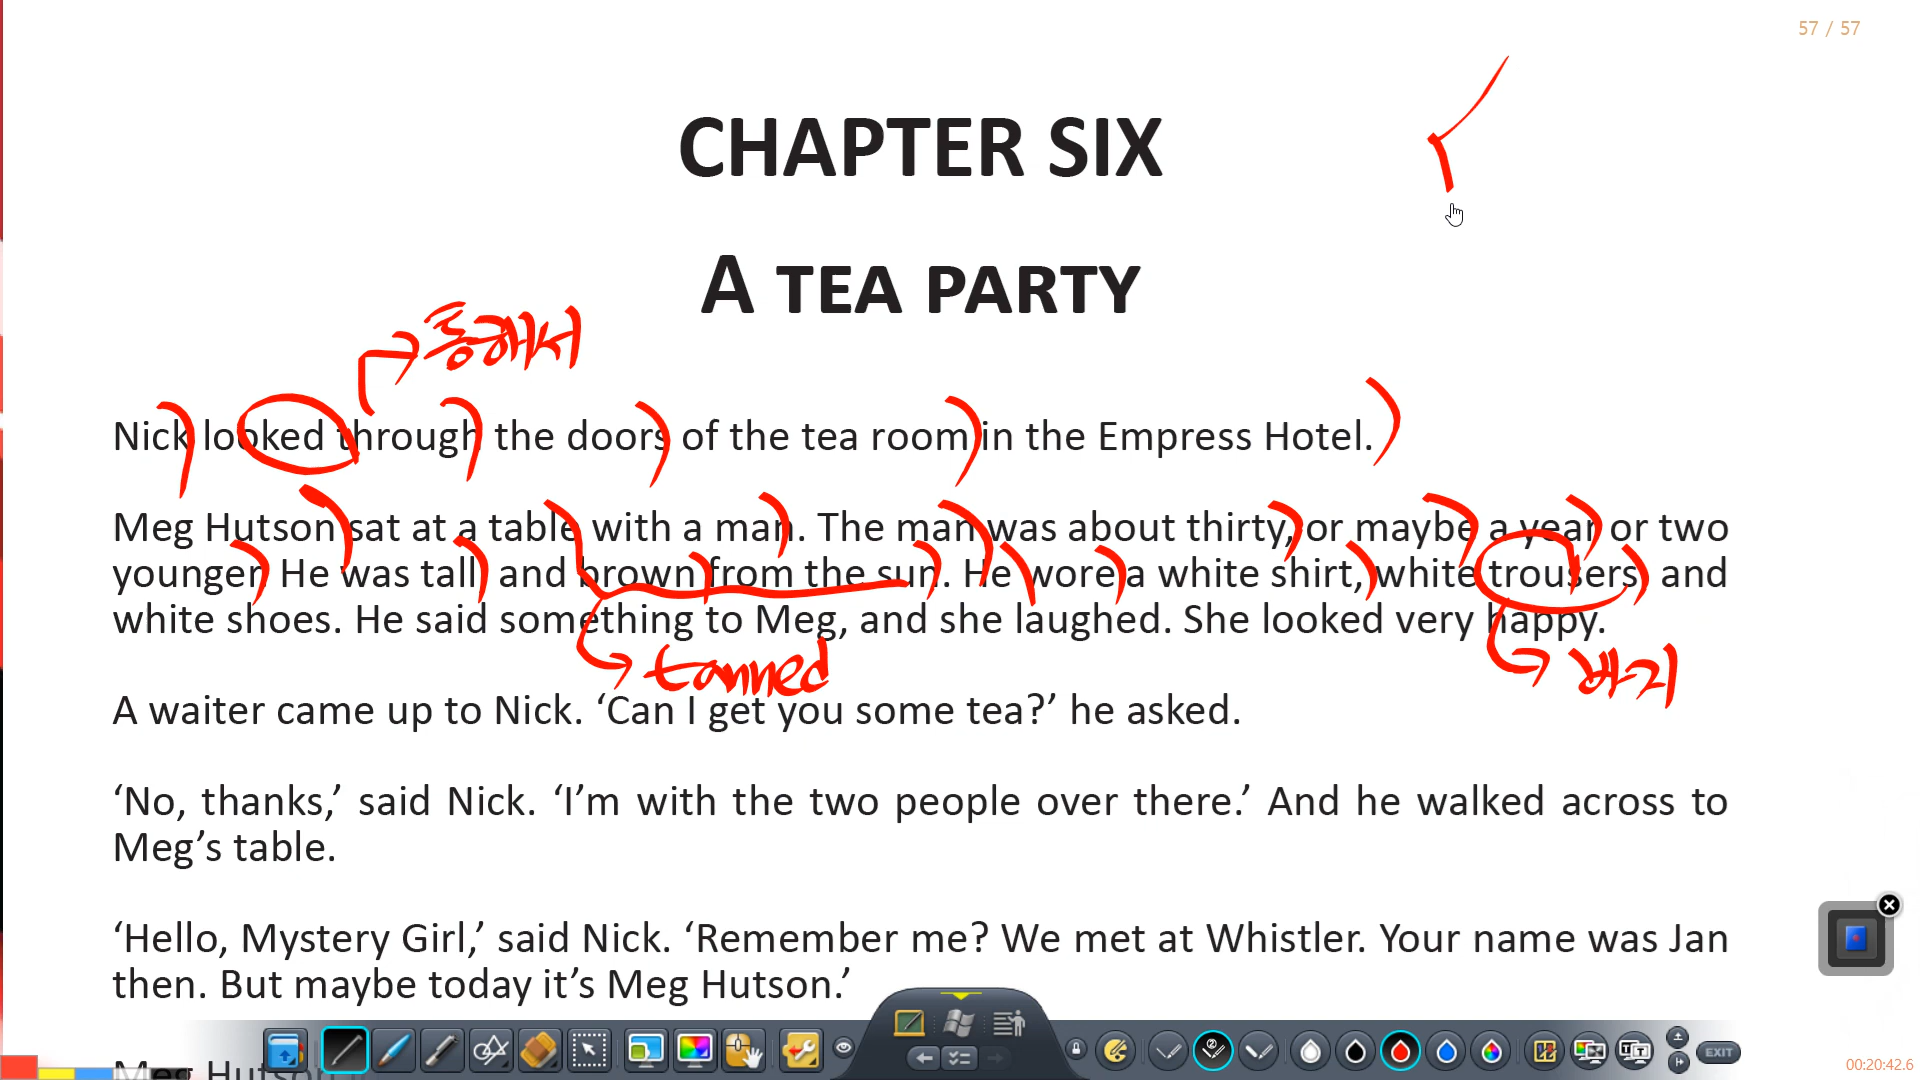 57 / 57
CHAPTER SIX
A TEA PARTY
통해서
Nick looked through the doors of the tea room in the Empress Hotel.
Meg Hutson sat at a table with a man. The man was about thirty, or maybe a year or two
younger. He was tall, and brown from the sun. He wore a white shirt, white trousers, and
white shoes. He said something to Meg, and she laughed. She looked very happy.
tanned
바지
A waiter came up to Nick. ‘Can I get you some tea?’ he asked.
‘No, thanks,’ said Nick. ‘I’m with the two people over there.’ And he walked across to
Meg’s table.
‘Hello, Mystery Girl,’ said Nick. ‘Remember me? We met at Whistler. Your name was Jan
then. But maybe today it’s Meg Hutson.’
Meg Hutson
EXIT
00:20:42.6